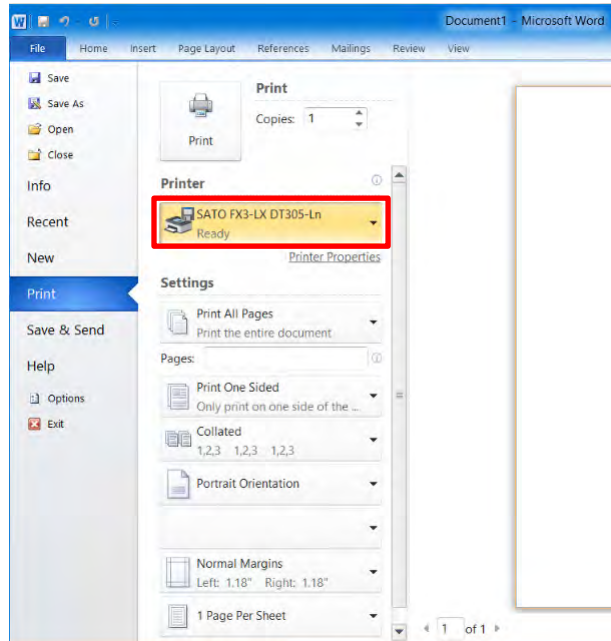 Document1 - Microsoft Word
File Home Insert Page Layout References Mailings Review View
Save
Save As
Open
Close
Info
Recent
New
Print
Save & Send
Help
Options
Exit
Print
Print
Copies: 1
Printer
SATO FX3-LX DT305-Ln
Ready
Printer Properties
Settings
Print All Pages
Print the entire document
Pages:
Print One Sided
Only print on one side of the ...
Collated
1,2,3 1,2,3 1,2,3
Portrait Orientation
Normal Margins
Left: 1.18" Right: 1.18"
1 Page Per Sheet
1 of 1